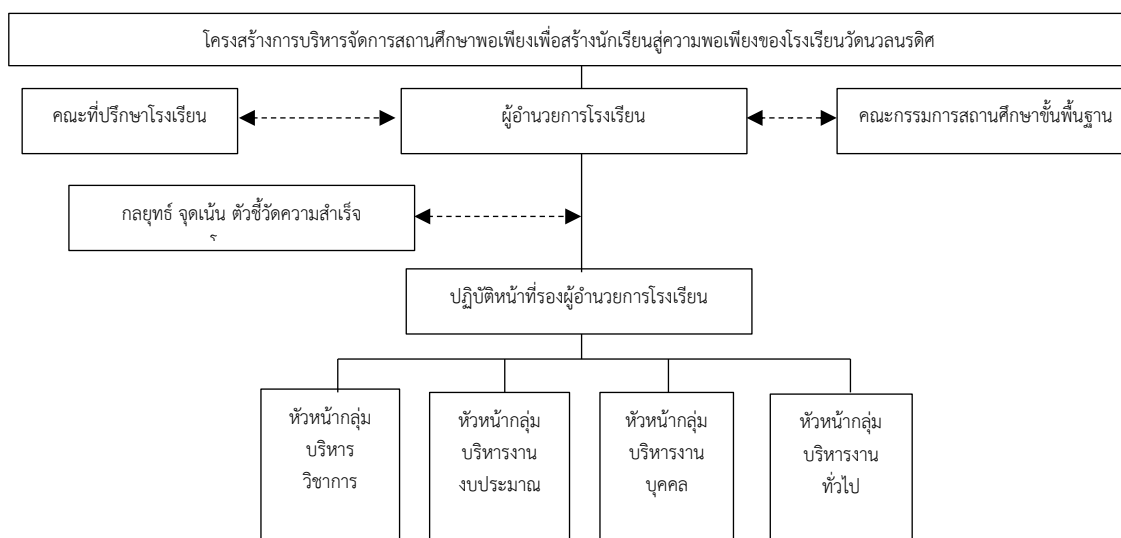 โครงสร้างการบริหารจัดการสถานศึกษาพอเพียงเพื่อสร้างนักเรียนสู่ความพอเพียงของโรงเรียนวัดนวลนรดิศ
คณะที่ปรึกษาโรงเรียน
ผู้อำนวยการโรงเรียน
คณะกรรมการสถานศึกษาขั้นพื้นฐาน
กลยุทธ์ จุดเน้น ตัวชี้วัดความสำเร็จ
ปฏิบัติหน้าที่รองผู้อำนวยการโรงเรียน
หัวหน้ากลุ่ม
บริหาร
วิชาการ
หัวหน้ากลุ่ม
บริหารงาน
งบประมาณ
หัวหน้ากลุ่ม
บริหารงาน
บุคคล
หัวหน้ากลุ่ม
บริหารงาน
ทั่วไป